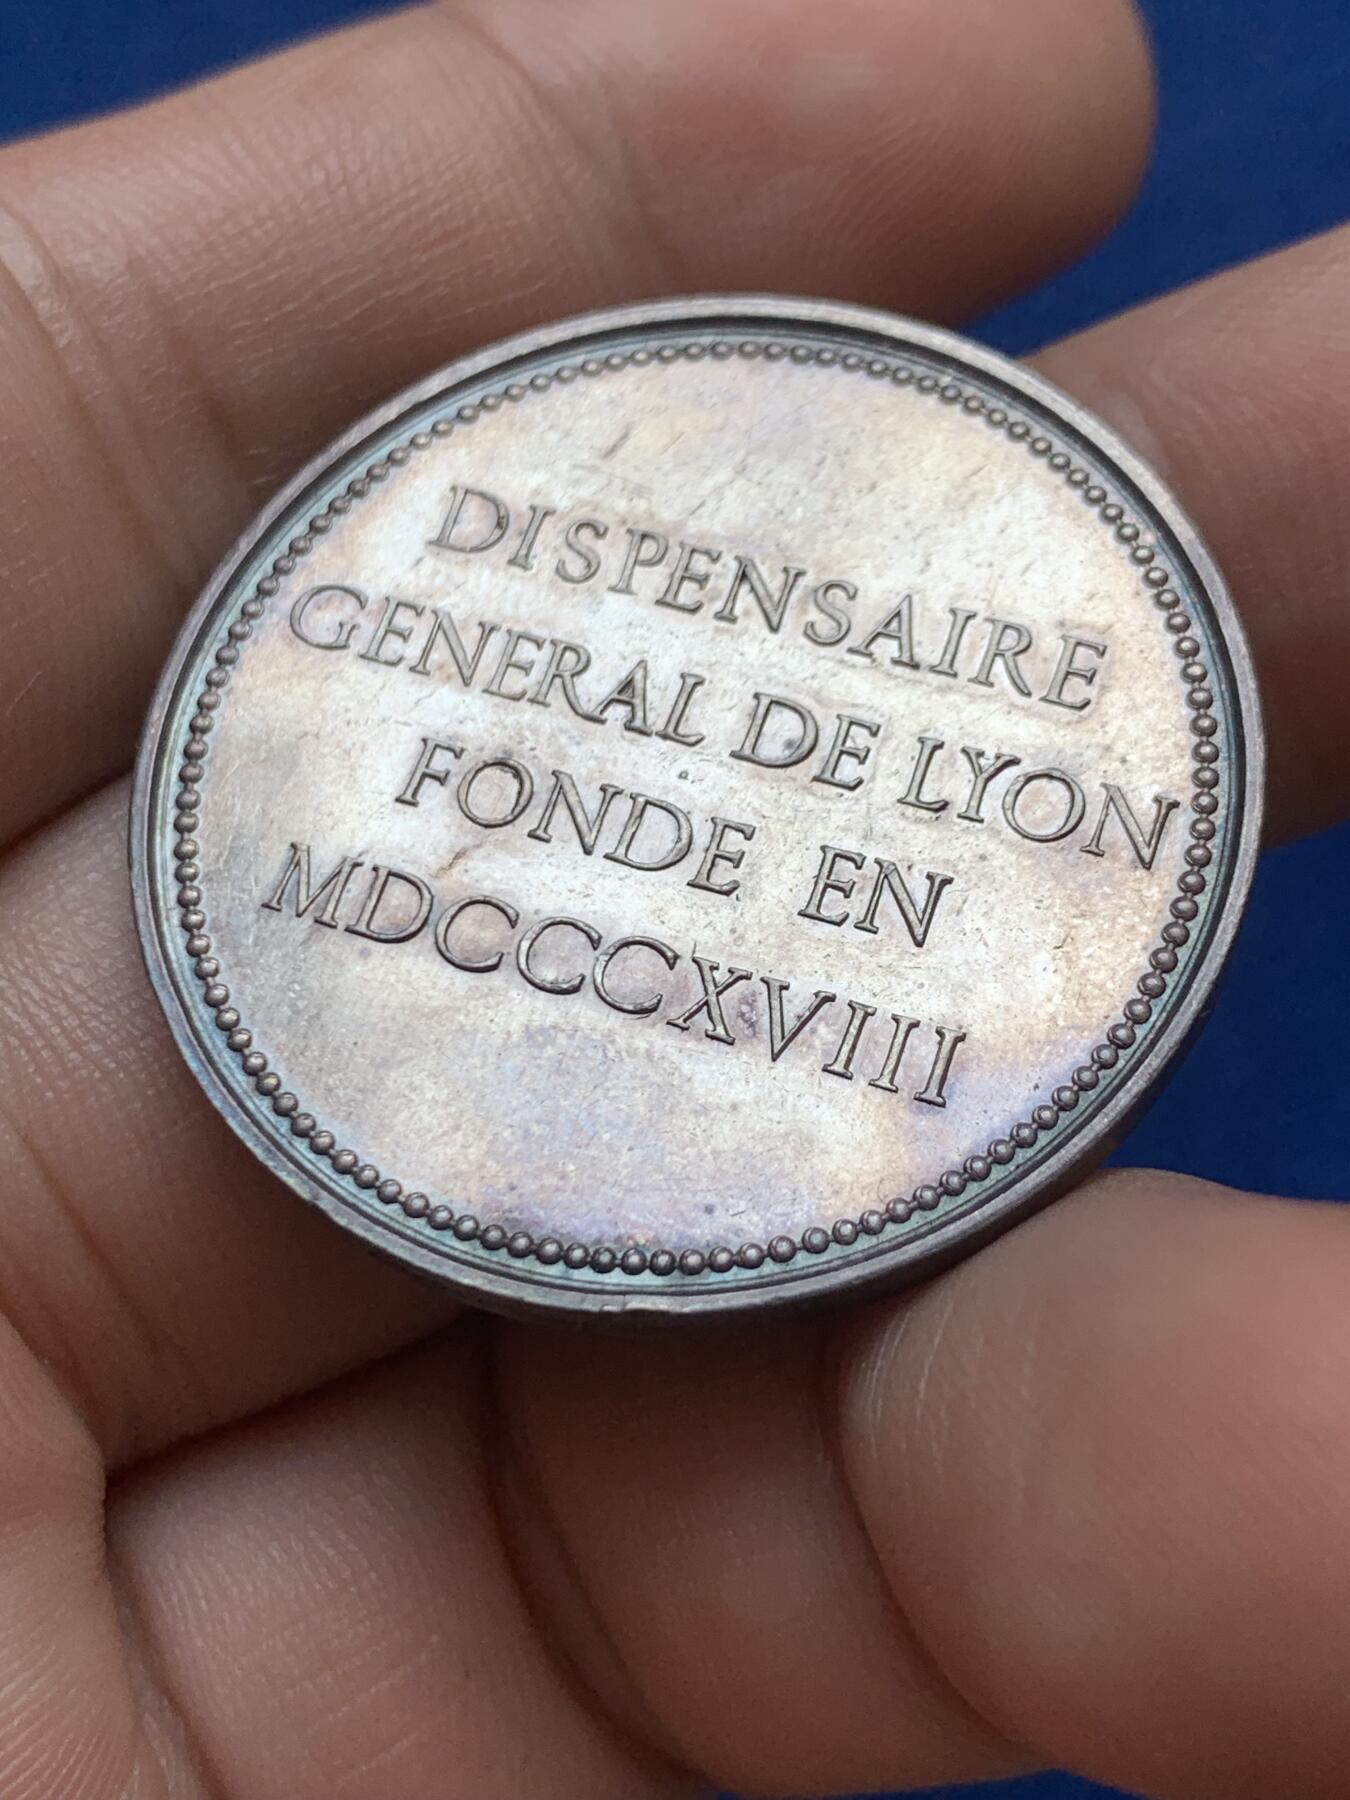 DISPENSAIRE
GENERAL DE LYON
FONDE EN
MDCCCXVIII